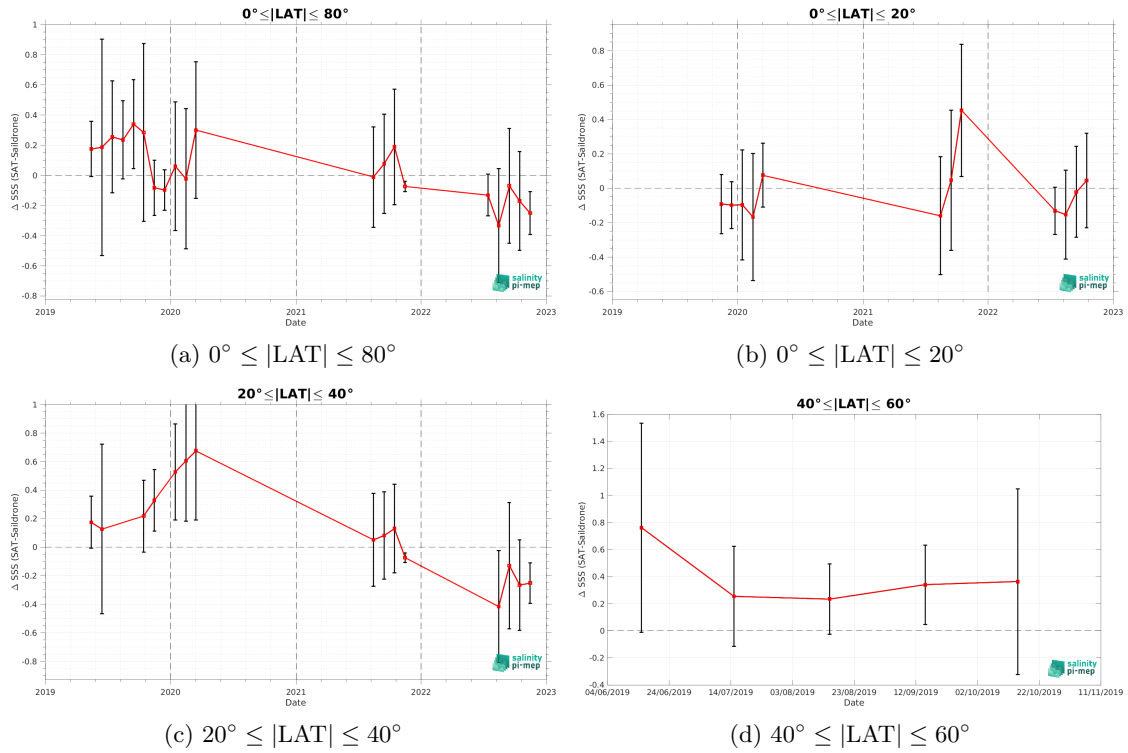 0°≤|LAT|≤ 80°
Δ SSS (SAT-Saildrone)
1
0.8
0.6
0.4
0.2
0
-0.2
-0.4
-0.6
-0.8
2019
2020
2021
2022
2023
Date
salinity
pi-mep
(a) 0° ≤ |LAT| ≤ 80°
0°≤|LAT|≤ 20°
Δ SSS (SAT-Saildrone)
0.8
0.6
0.4
0.2
0
-0.2
-0.4
-0.6
2019
2020
2021
2022
2023
Date
salinity
pi-mep
(b) 0° ≤ |LAT| ≤ 20°
20°≤|LAT|≤ 40°
Δ SSS (SAT-Saildrone)
1
0.8
0.6
0.4
0.2
0
-0.2
-0.4
-0.6
-0.8
2019
2020
2021
2022
2023
Date
salinity
pi-mep
(c) 20° ≤ |LAT| ≤ 40°
40°≤|LAT|≤ 60°
Δ SSS (SAT-Saildrone)
1.6
1.4
1.2
1
0.8
0.6
0.4
0.2
0
-0.2
-0.4
04/06/2019
24/06/2019
14/07/2019
03/08/2019
23/08/2019
12/09/2019
02/10/2019
22/10/2019
11/11/2019
Date
salinity
pi-mep
(d) 40° ≤ |LAT| ≤ 60°